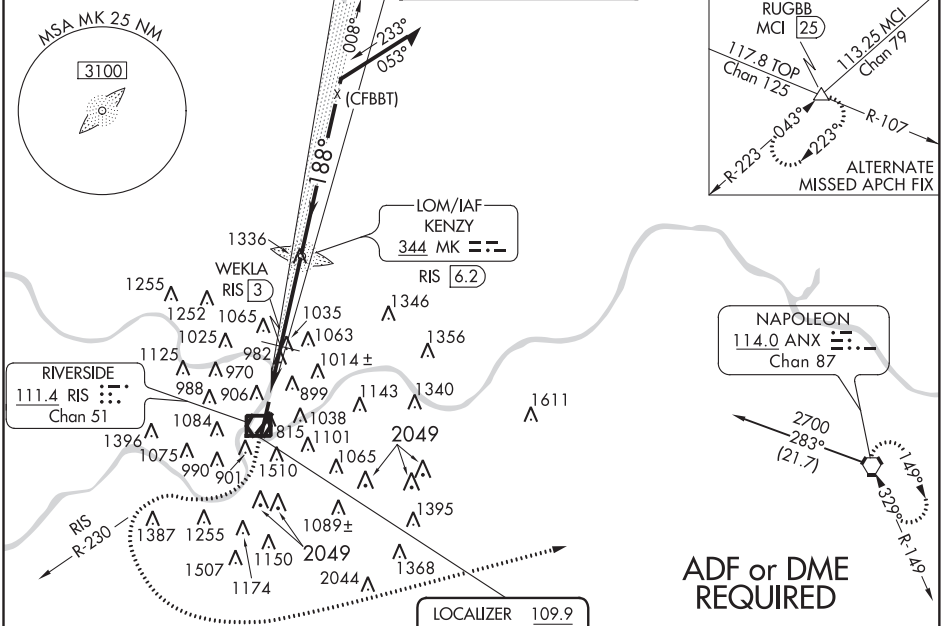 MSA MK 25 NM
3100
008°
233°
053°
(CFBBT)
188°
RUGBB
MCI 25
117.8 TOP
Chan 125
113.25 MCI
Chan 79
043°
223°
R-107
R-223
ALTERNATE
MISSED APCH FIX
LOM/IAF
KENZY
344 MK
RIS 6.2
1336
WEKLA
RIS 3
1255
1252
1065
1035
1346
1025
1063
1356
1125
982
1014 ±
970
RIVERSIDE
111.4 RIS
Chan 51
988
906
899
1143
1340
1611
NAPOLEON
114.0 ANX
Chan 87
1084
1038
815
1396
1101
2049
1075
990
901
1510
1065
2700
283°
(21.7)
149°
329°
R-149
RIS
R-230
1387
1255
1089±
1395
2049
1507
1150
1174
2044
1368
ADF or DME
REQUIRED
LOCALIZER 109.9